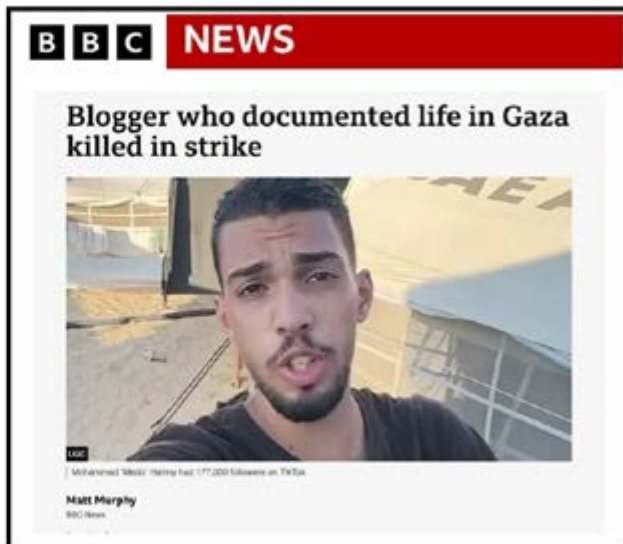 BBC NEWS
Blogger who documented life in Gaza
killed in strike
UGC
Mohammed 'Medo' Halimy had 177,000 followers on TikTok
Matt Murphy
BBC News